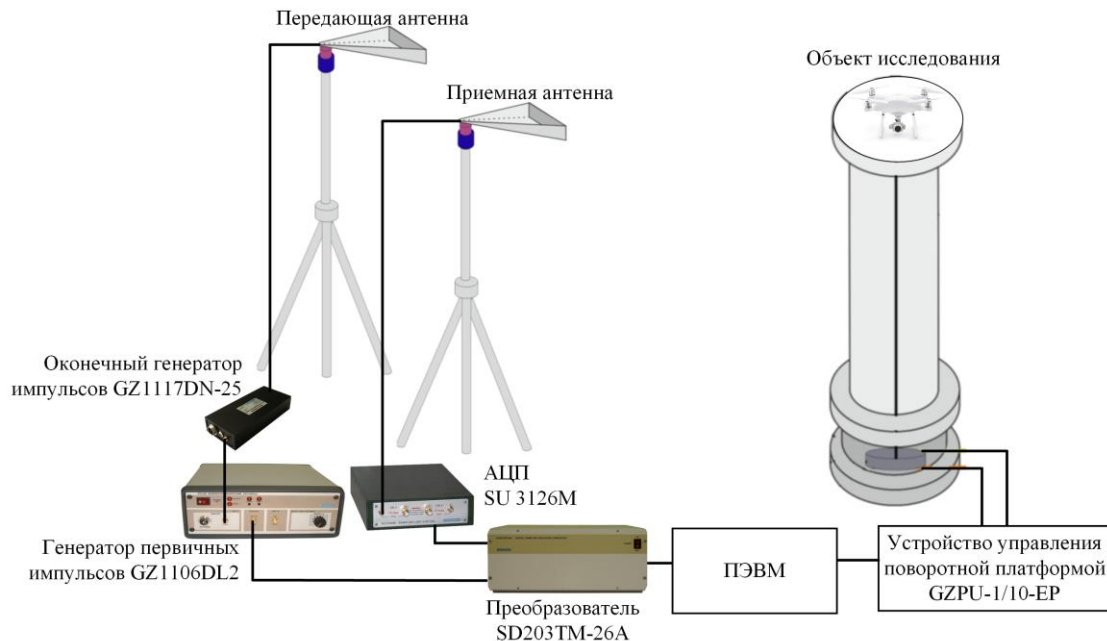 Передающая антенна
Приемная антенна
Объект исследования
Оконечный генератор
импульсов GZ1117DN-25
АЦП
SU 3126M
Генератор первичных
импульсов GZ1106DL2
Преобразователь
SD203TM-26A
ПЭВМ
Устройство управления
поворотной платформой
GZPU-1/10-EP